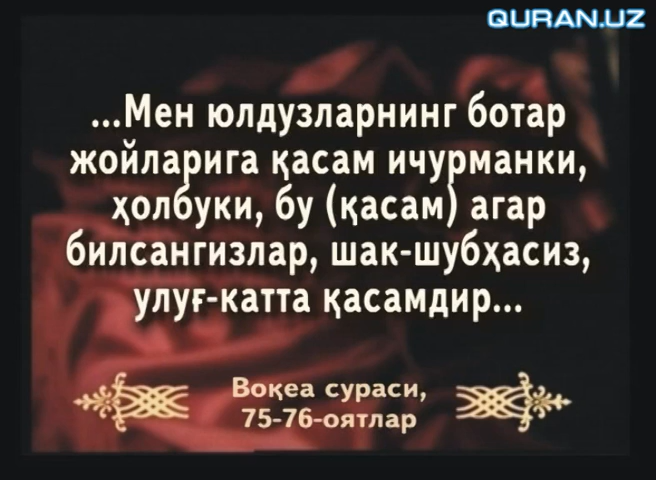 QURAN.UZ
...Мен юлдузларнинг ботар
жойларига қасам ичурманки,
ҳолбуки, бу (қасам) агар
билсангизлар, шак-шубҳасиз,
улуғ-катта қасамдир...
Воқеа сураси,
75-76-оятлар